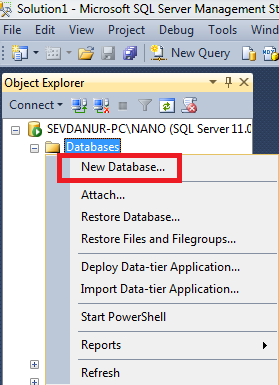 Solution1 - Microsoft SQL Server Management St
File Edit View Debug Tools Window
New Query
Object Explorer
Connect
SEVDANUR-PC\NANO (SQL Server 11.0
Databases
New Database...
Attach...
Restore Database...
Restore Files and Filegroups...
Deploy Data-tier Application...
Import Data-tier Application...
Start PowerShell
Reports
Refresh